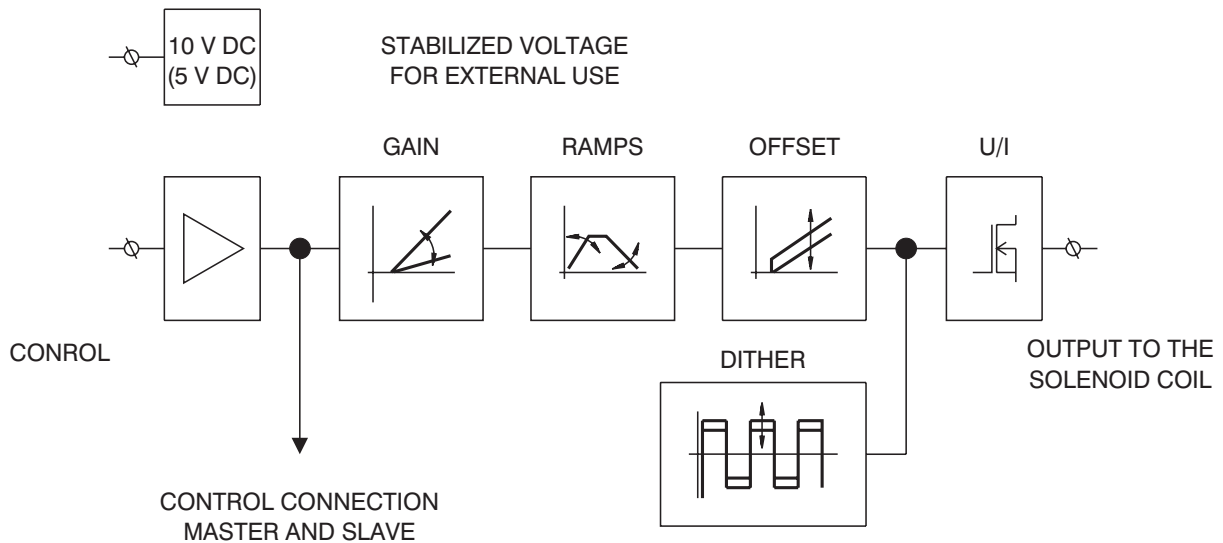 10 V DC
(5 V DC)
STABILIZED VOLTAGE
FOR EXTERNAL USE
GAIN
RAMPS
OFFSET
U/I
CONROL
OUTPUT TO THE
SOLENOID COIL
DITHER
CONTROL CONNECTION
MASTER AND SLAVE